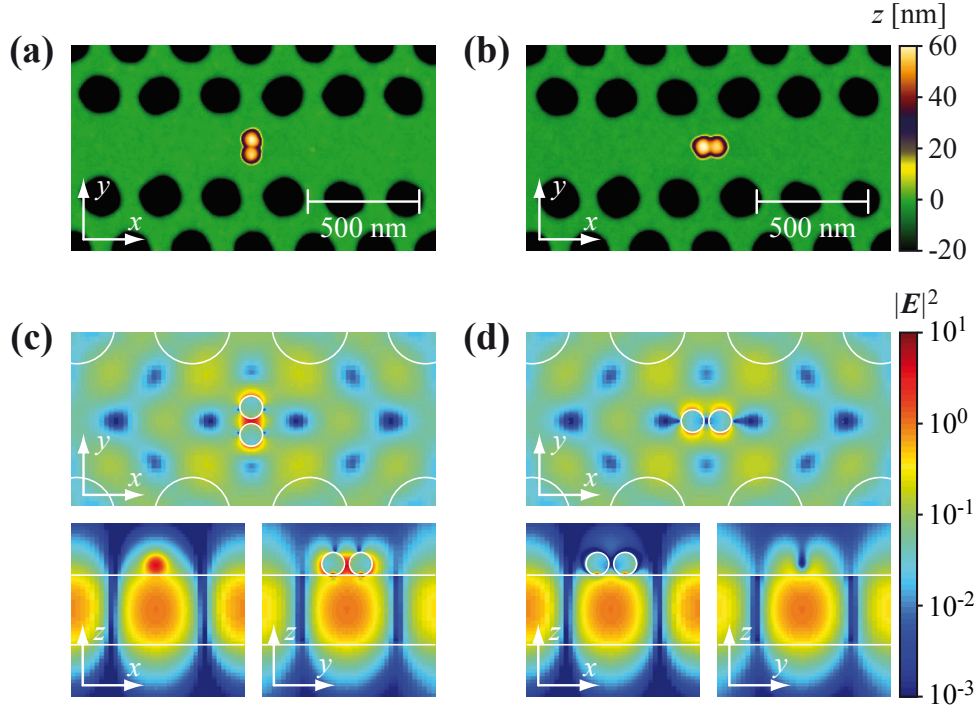 (a)
(b)
z [nm]
60
40
20
0
-20
y
x
500 nm
y
x
500 nm
(c)
(d)
|E|²
10¹
10⁰
10⁻¹
10⁻²
10⁻³
y
x
y
x
z
x
z
y
z
x
z
y